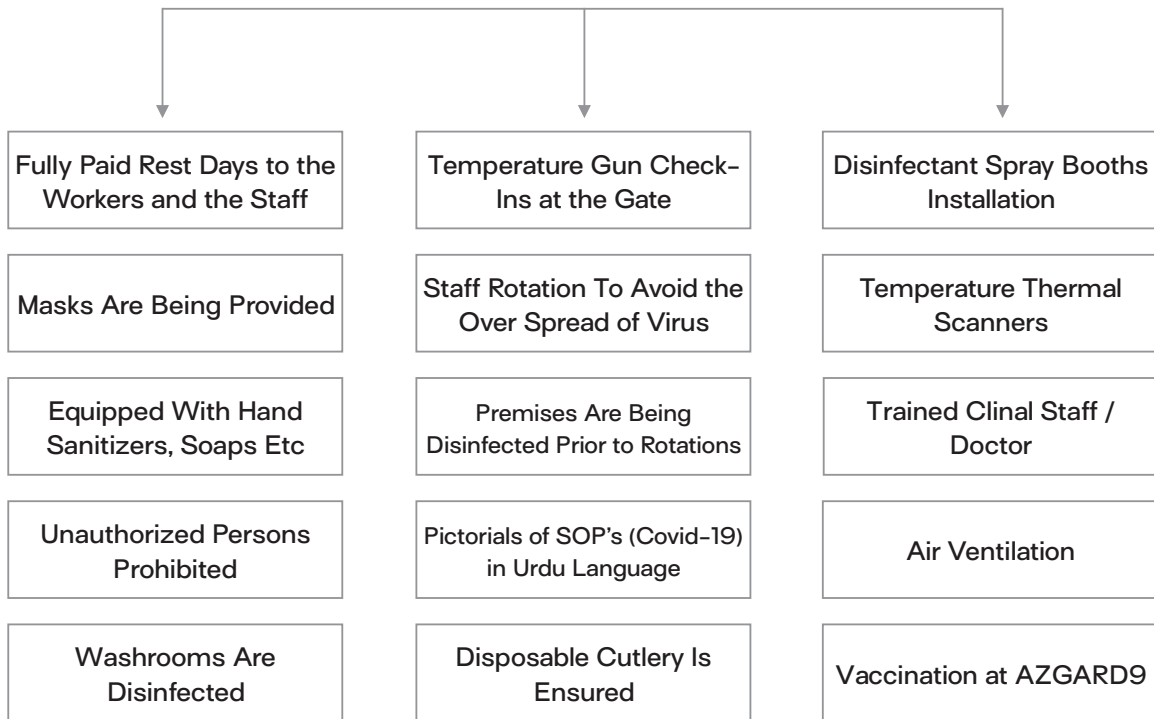 Fully Paid Rest Days to the
Workers and the Staff
Masks Are Being Provided
Equipped With Hand
Sanitizers, Soaps Etc
Unauthorized Persons
Prohibited
Washrooms Are
Disinfected
Temperature Gun Check-
Ins at the Gate
Staff Rotation To Avoid the
Over Spread of Virus
Premises Are Being
Disinfected Prior to Rotations
Pictorials of SOP's (Covid-19)
in Urdu Language
Disposable Cutlery Is
Ensured
Disinfectant Spray Booths
Installation
Temperature Thermal
Scanners
Trained Clinal Staff /
Doctor
Air Ventilation
Vaccination at AZGARD9